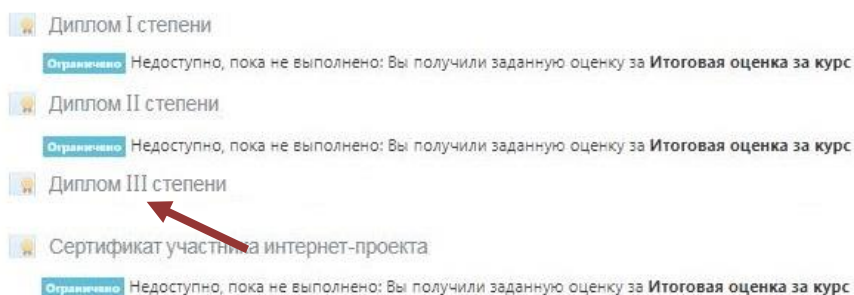 Диплом I степени
Ограничено Недоступно, пока не выполнено: Вы получили заданную оценку за Итоговая оценка за курс
Диплом II степени
Ограничено Недоступно, пока не выполнено: Вы получили заданную оценку за Итоговая оценка за курс
Диплом III степени
Сертификат участника интернет-проекта
Ограничено Недоступно, пока не выполнено: Вы получили заданную оценку за Итоговая оценка за курс